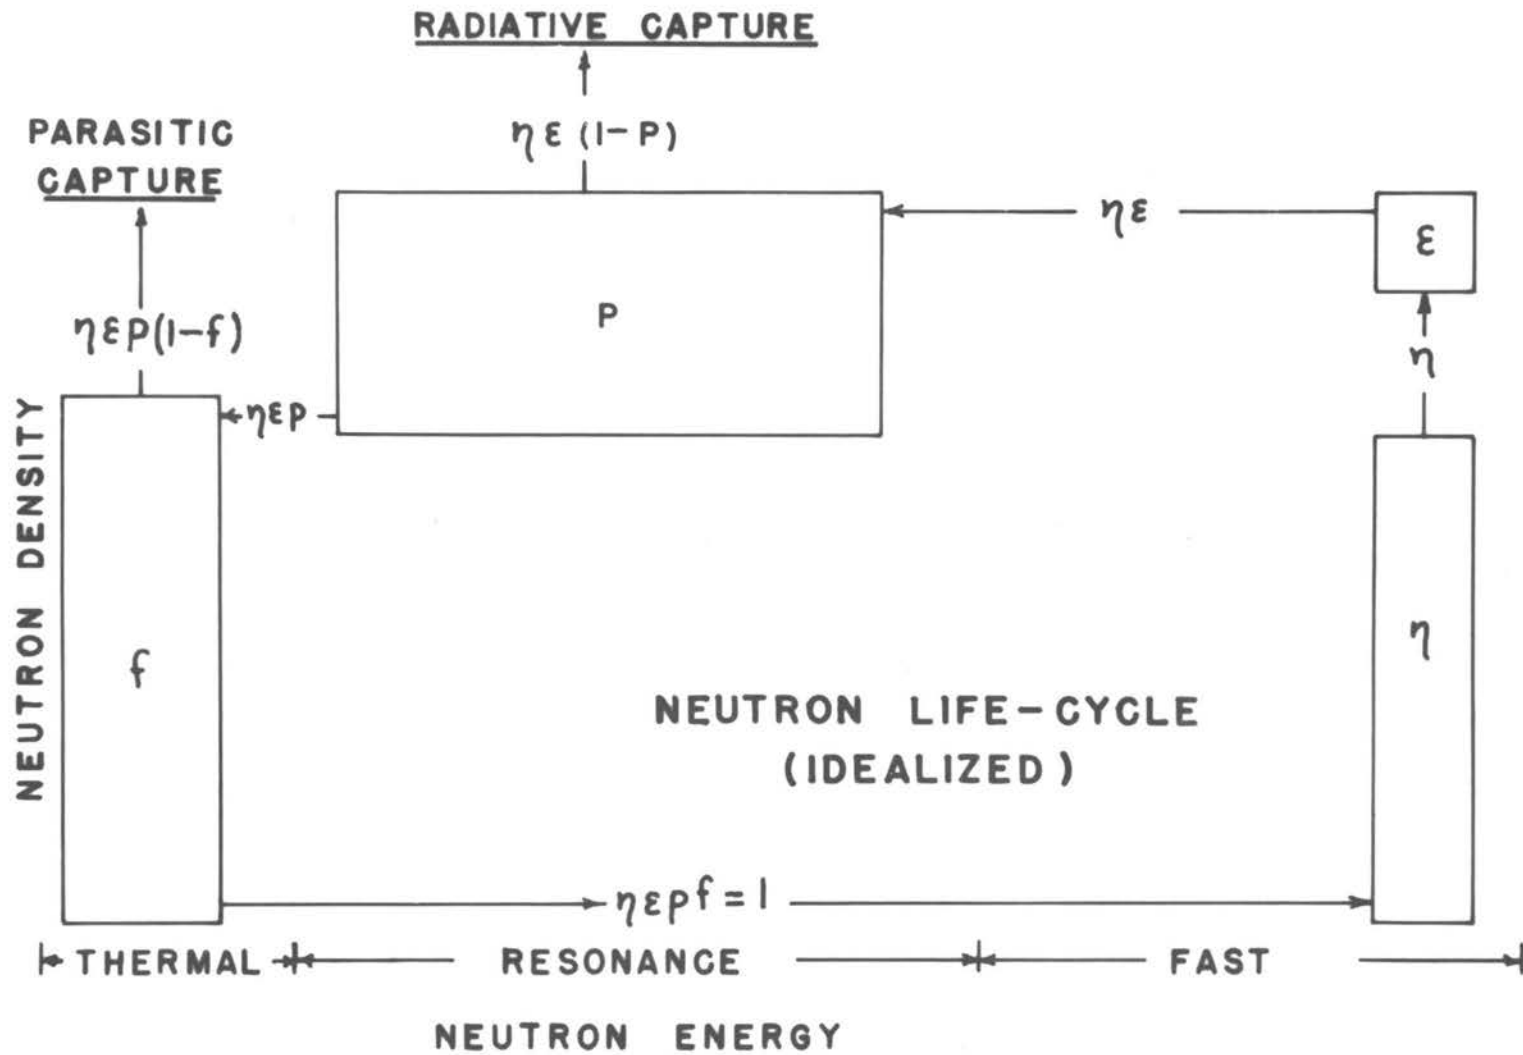 RADIATIVE CAPTURE
PARASITIC
CAPTURE
ηε(1-P)
ηε
ε
P
ηεp(1-f)
η
ηεp
NEUTRON DENSITY
f
η
NEUTRON LIFE-CYCLE
(IDEALIZED)
ηεpf=1
THERMAL RESONANCE FAST
NEUTRON ENERGY